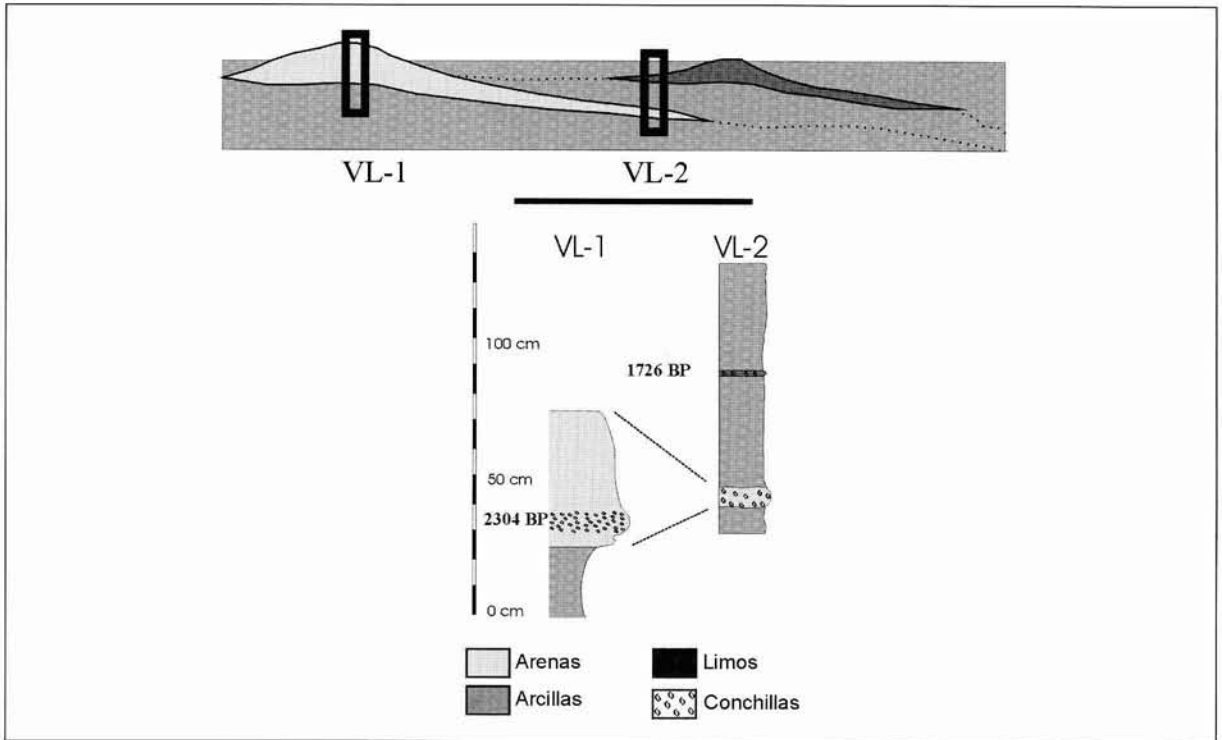 VL-1 VL-2
VL-1 VL-2
100 cm
1726 BP
50 cm
2304 BP
0 cm
Arenas Limos
Arcillas Conchillas